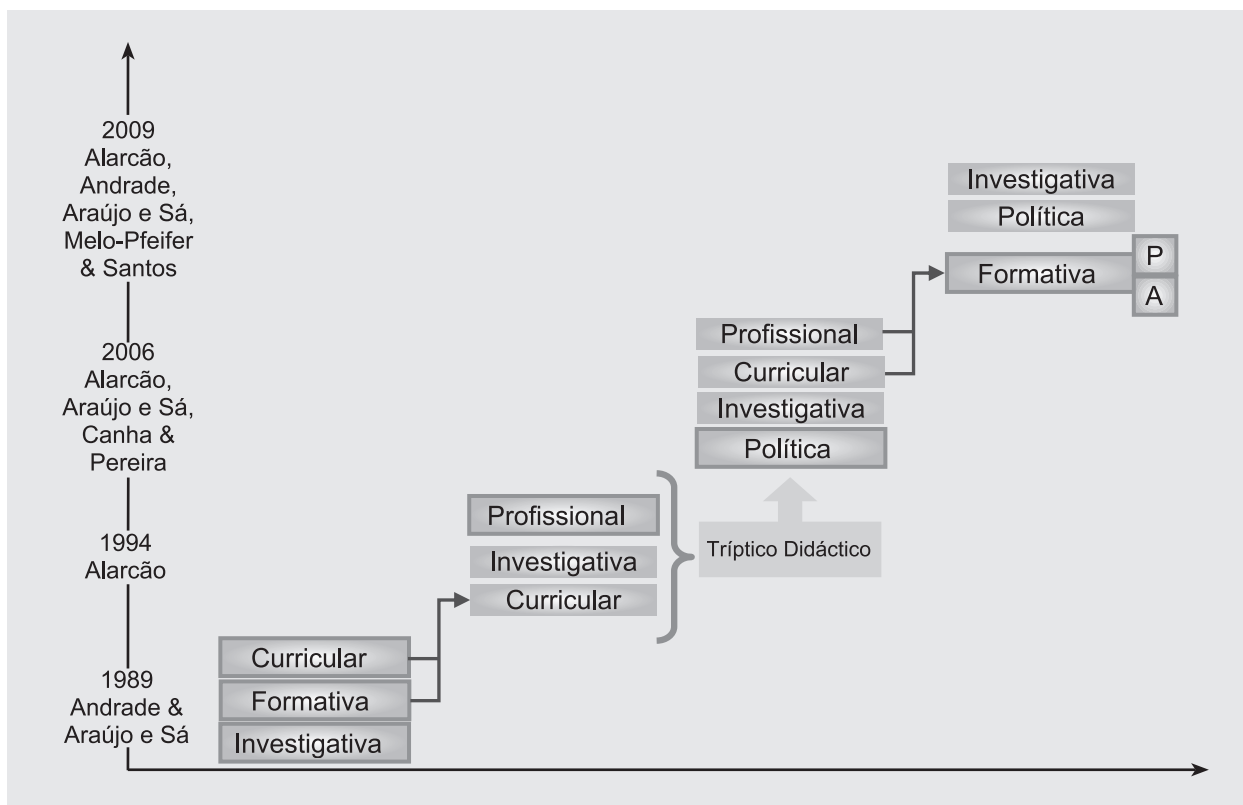 2009
Alarcão,
Andrade,
Araújo e Sá,
Melo-Pfeifer
& Santos
Investigativa
Política
Formativa
P
A
2006
Alarcão,
Araújo e Sá,
Canha &
Pereira
Profissional
Curricular
Investigativa
Política
1994
Alarcão
Profissional
Investigativa
Curricular
Tríptico Didáctico
1989
Andrade &
Araújo e Sá
Curricular
Formativa
Investigativa